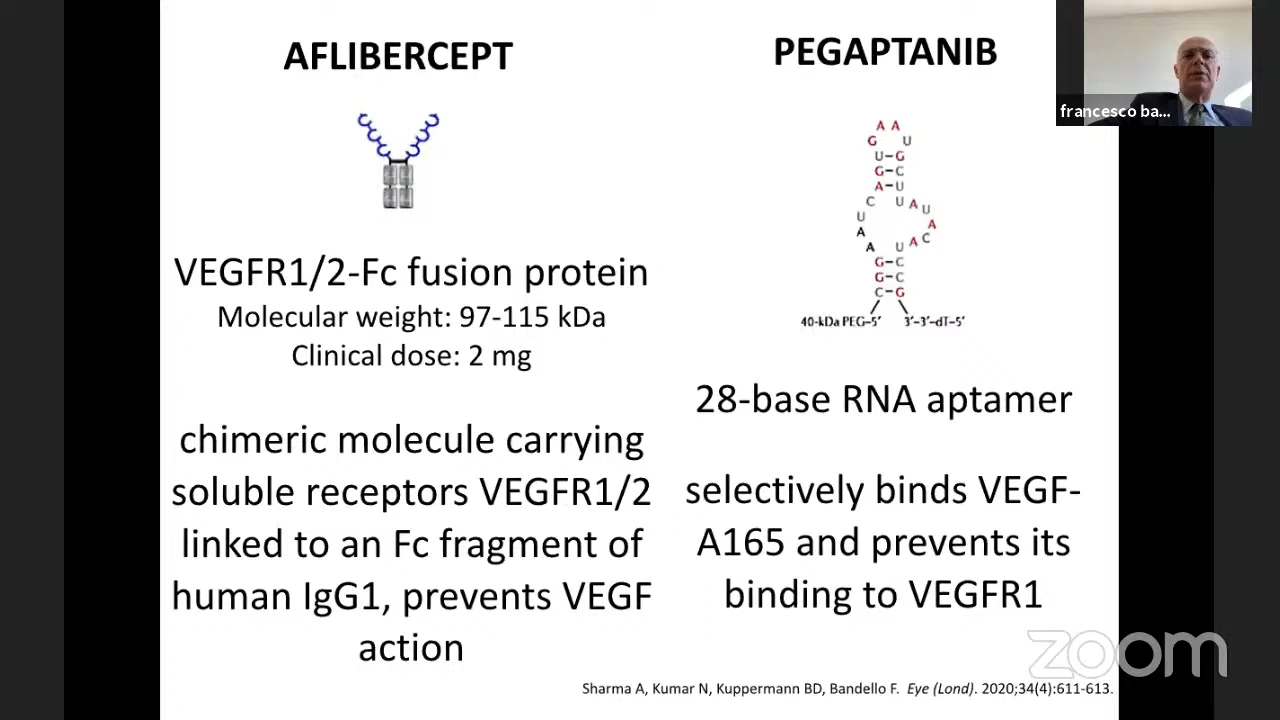 AFLIBERCEPT
VEGFR1/2-Fc fusion protein
Molecular weight: 97-115 kDa
Clinical dose: 2 mg
chimeric molecule carrying
soluble receptors VEGFR1/2
linked to an Fc fragment of
human IgG1, prevents VEGF
action
PEGAPTANIB
A A
G U
U-G
G-C
A-U
C U A U
U A
A A C
A U
G-C
G-C
C-G
40-kDa PEG-5' 3'-3'-dT-5'
28-base RNA aptamer
selectively binds VEGF-
A165 and prevents its
binding to VEGFR1
Sharma A, Kumar N, Kuppermann BD, Bandello F. Eye (Lond). 2020;34(4):611-613.
francesco ba...
zoom